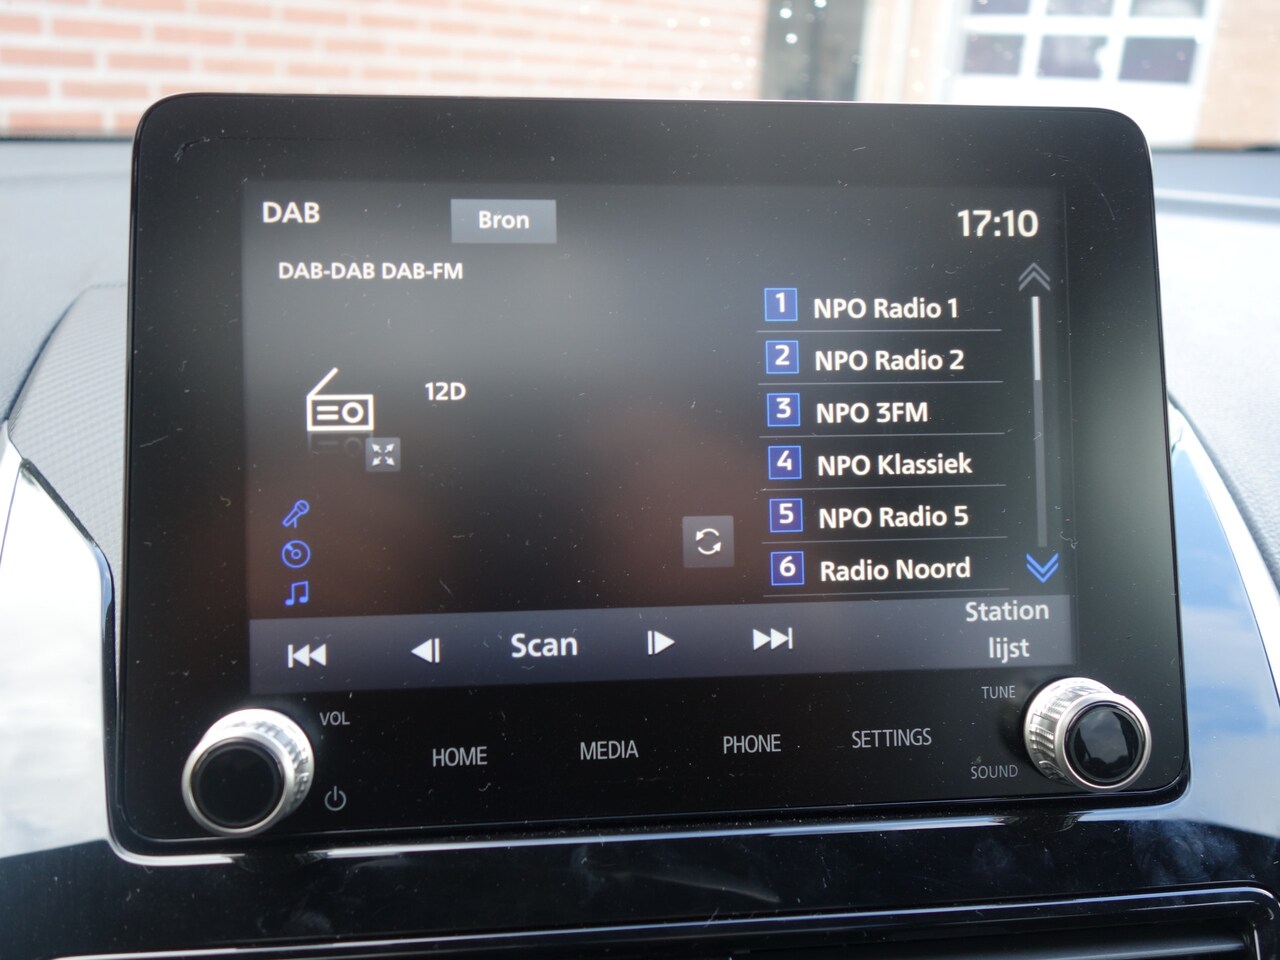 DAB
Bron
17:10
DAB-DAB DAB-FM
12D
1 NPO Radio 1
2 NPO Radio 2
3 NPO 3FM
4 NPO Klassiek
5 NPO Radio 5
6 Radio Noord
Scan
Station
lijst
VOL
HOME
MEDIA
PHONE
SETTINGS
TUNE
SOUND